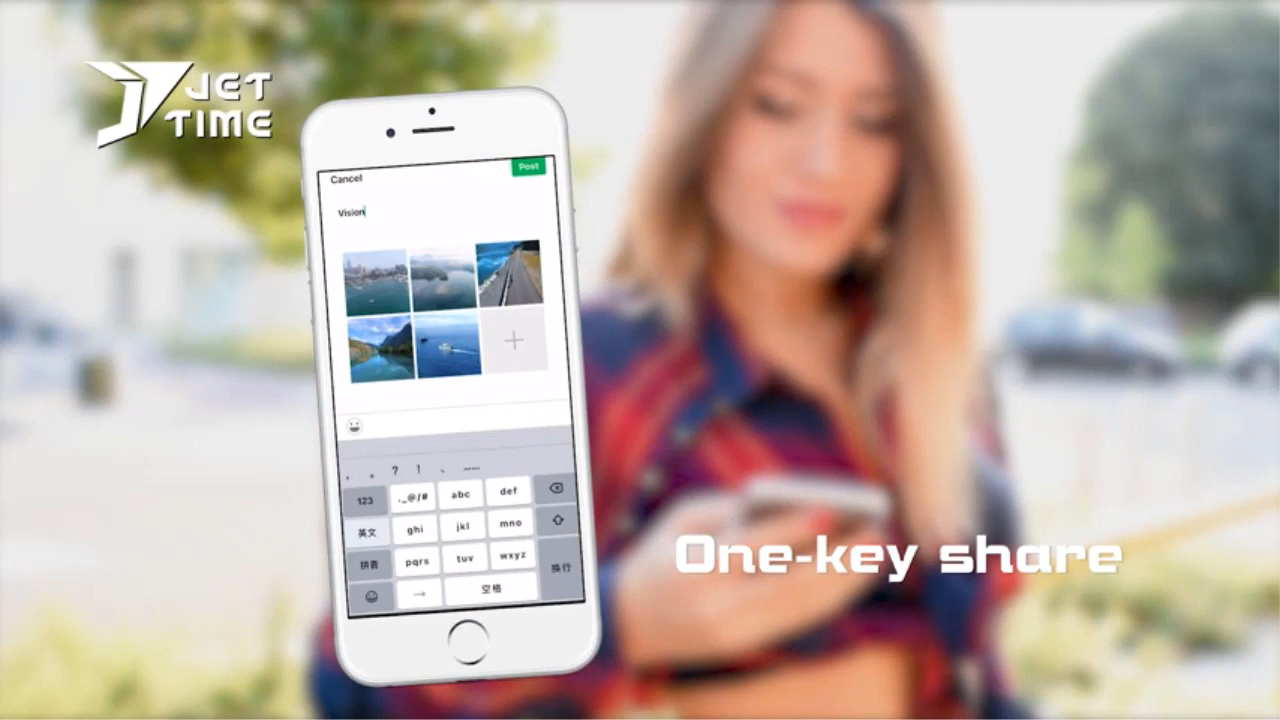 JET
TIME
Cancel
Post
Vision
， 。 ? ! 、 ……
123
._@/#
abc
def
英文
ghi
jkl
mno
拼音
pqrs
tuv
wxyz
换行
空格
One-key share